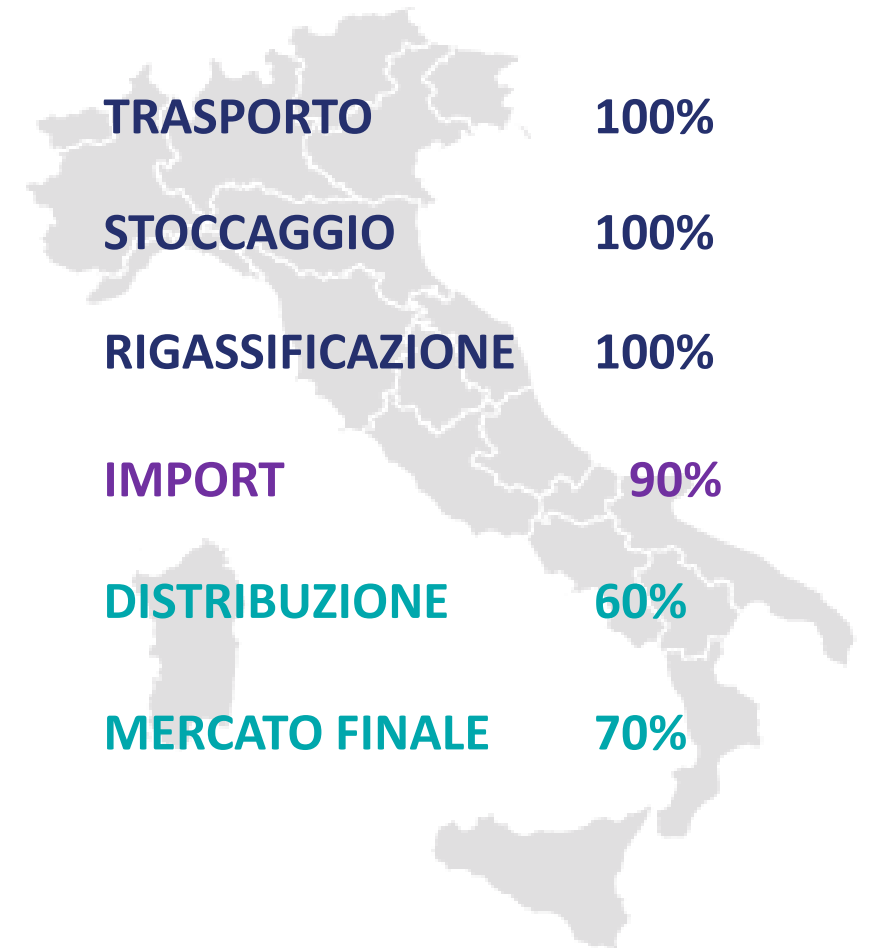 TRASPORTO 100%
STOCCAGGIO 100%
RIGASSIFICAZIONE 100%
IMPORT 90%
DISTRIBUZIONE 60%
MERCATO FINALE 70%